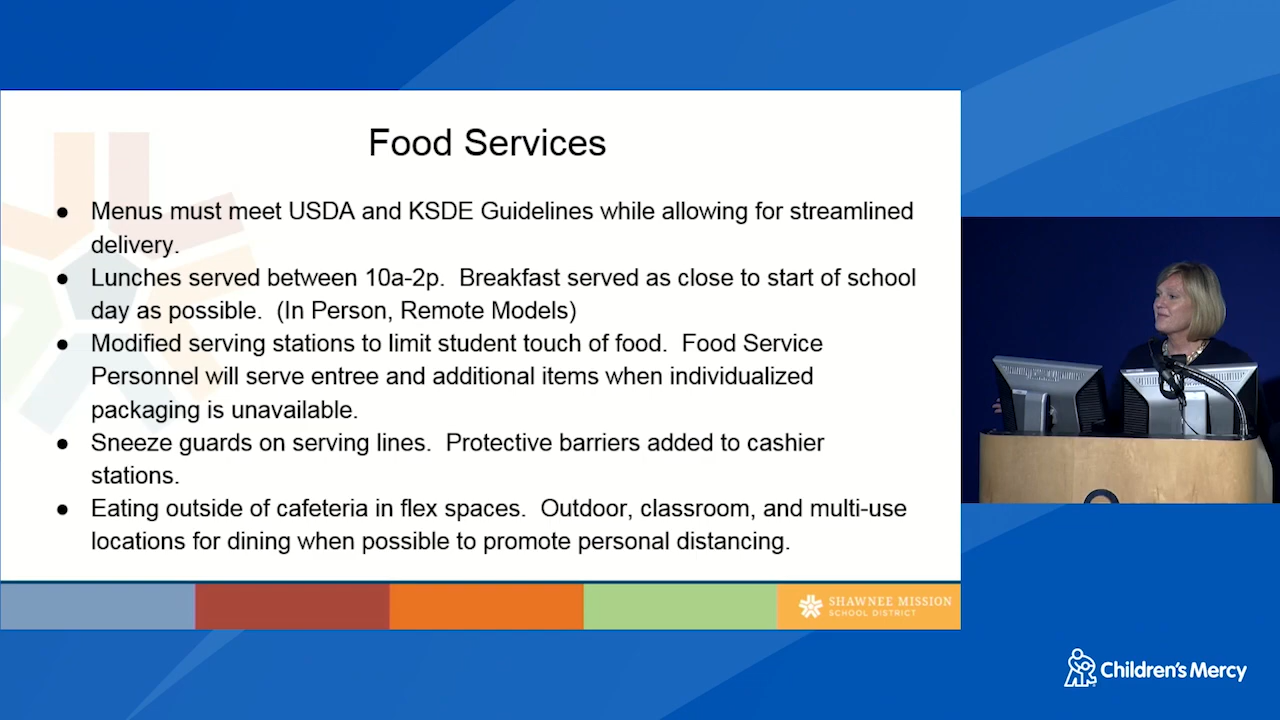 Food Services
● Menus must meet USDA and KSDE Guidelines while allowing for streamlined
delivery.
● Lunches served between 10a-2p.  Breakfast served as close to start of school
day as possible.  (In Person, Remote Models)
● Modified serving stations to limit student touch of food.  Food Service
Personnel will serve entree and additional items when individualized
packaging is unavailable.
● Sneeze guards on serving lines.  Protective barriers added to cashier
stations.
● Eating outside of cafeteria in flex spaces.  Outdoor, classroom, and multi-use
locations for dining when possible to promote personal distancing.
SHAWNEE MISSION
SCHOOL DISTRICT
Children's Mercy